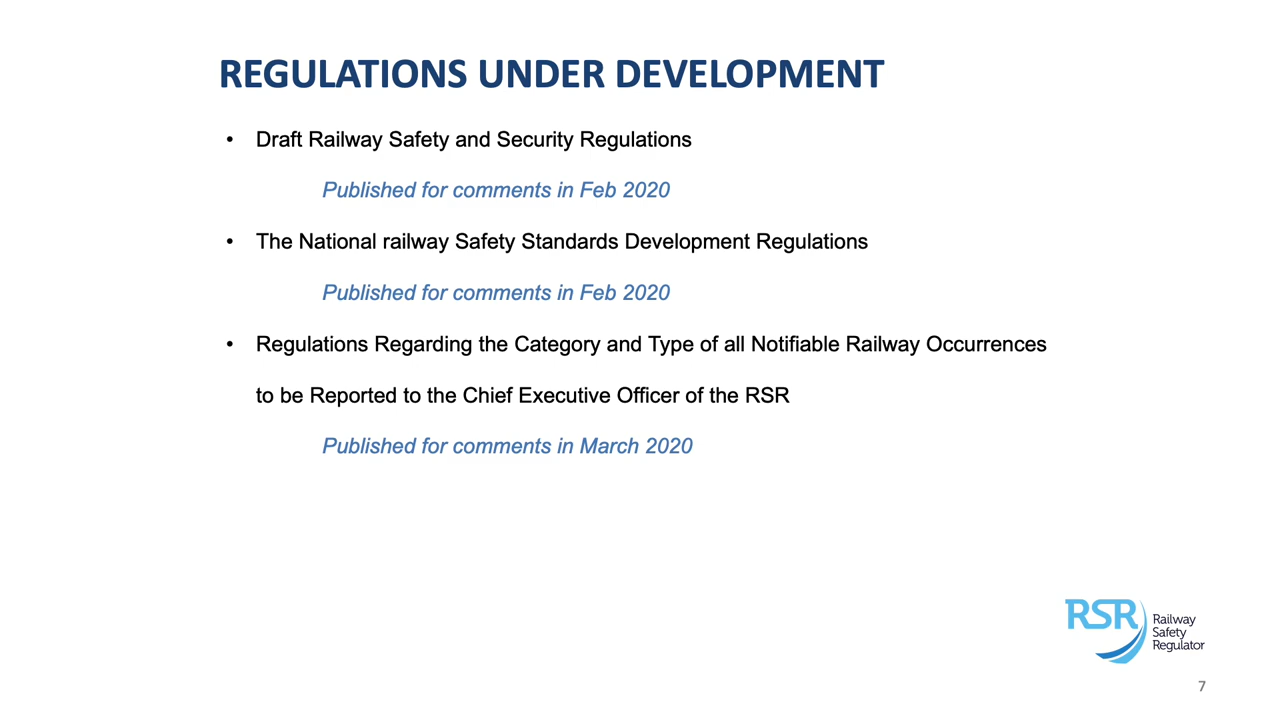 REGULATIONS UNDER DEVELOPMENT
• Draft Railway Safety and Security Regulations
Published for comments in Feb 2020
• The National railway Safety Standards Development Regulations
Published for comments in Feb 2020
• Regulations Regarding the Category and Type of all Notifiable Railway Occurrences
to be Reported to the Chief Executive Officer of the RSR
Published for comments in March 2020
RSR
Railway
Safety
Regulator
7